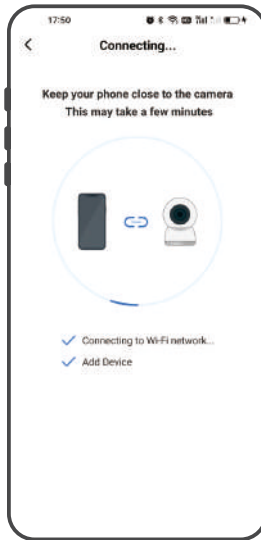 17:50
Connecting...
Keep your phone close to the camera
This may take a few minutes
Connecting to Wi-Fi network...
Add Device